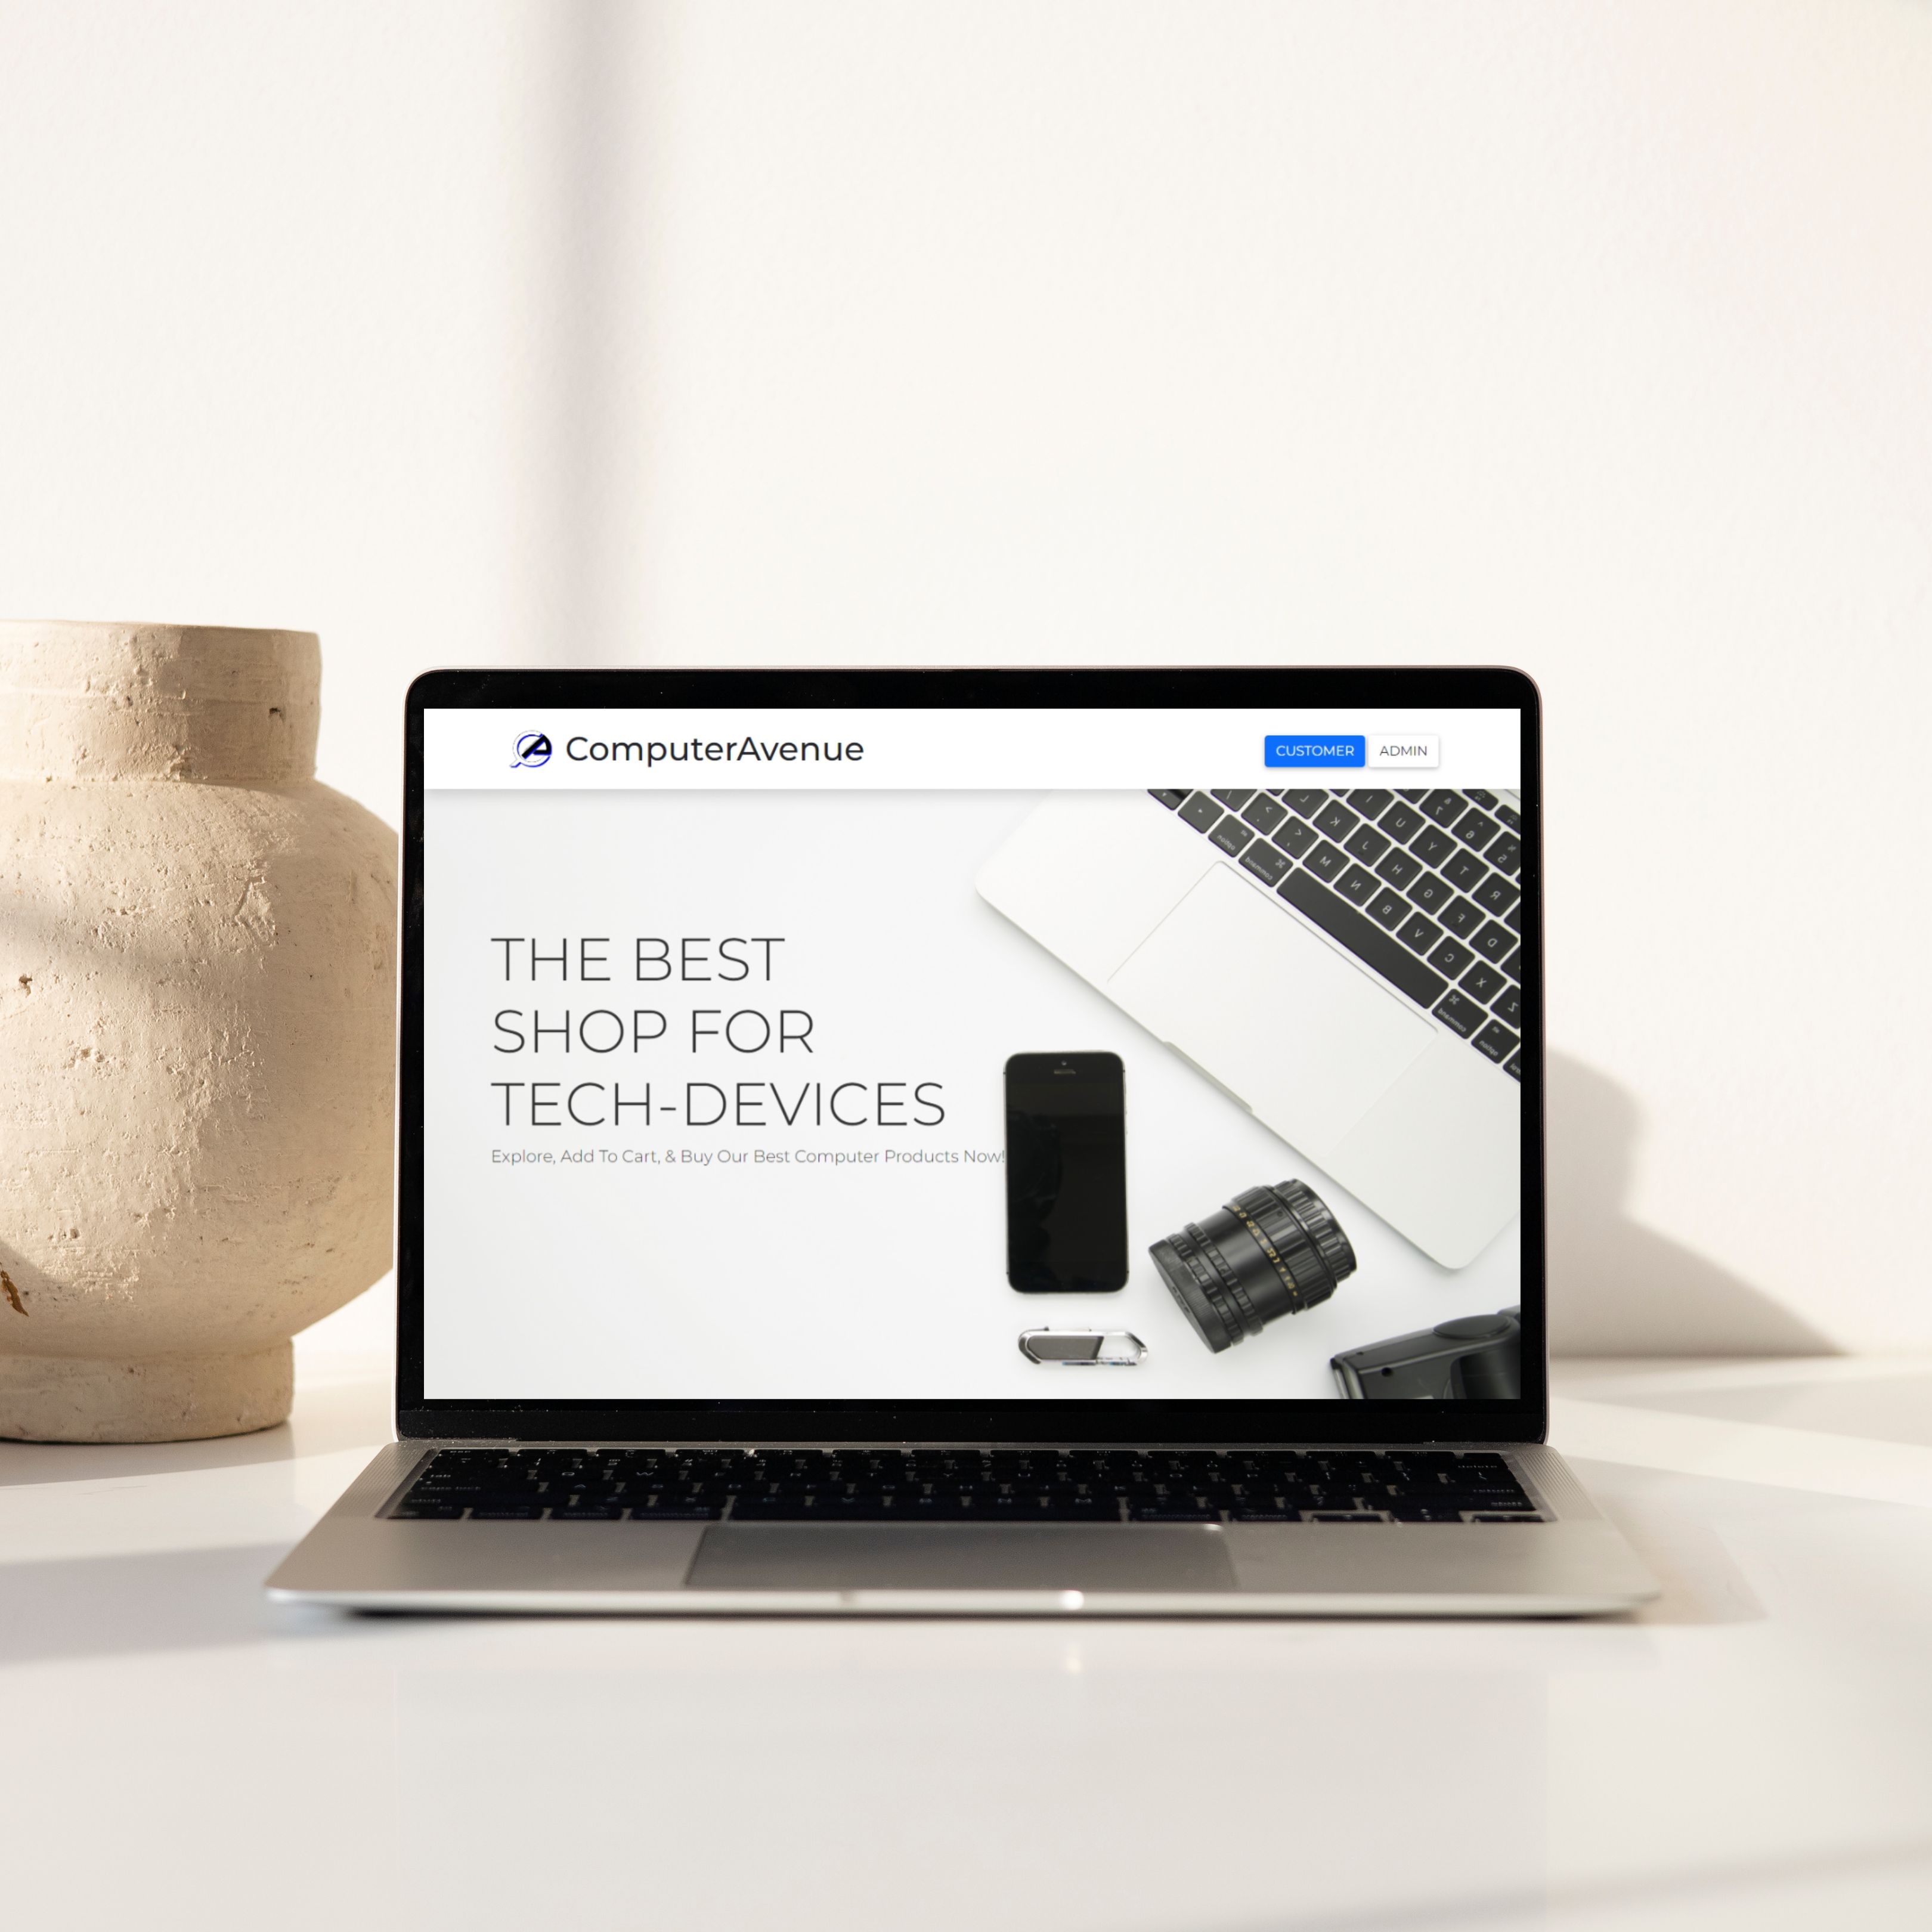 ComputerAvenue
CUSTOMER
ADMIN
THE BEST
SHOP FOR
TECH-DEVICES
Explore, Add To Cart, & Buy Our Best Computer Products Now!